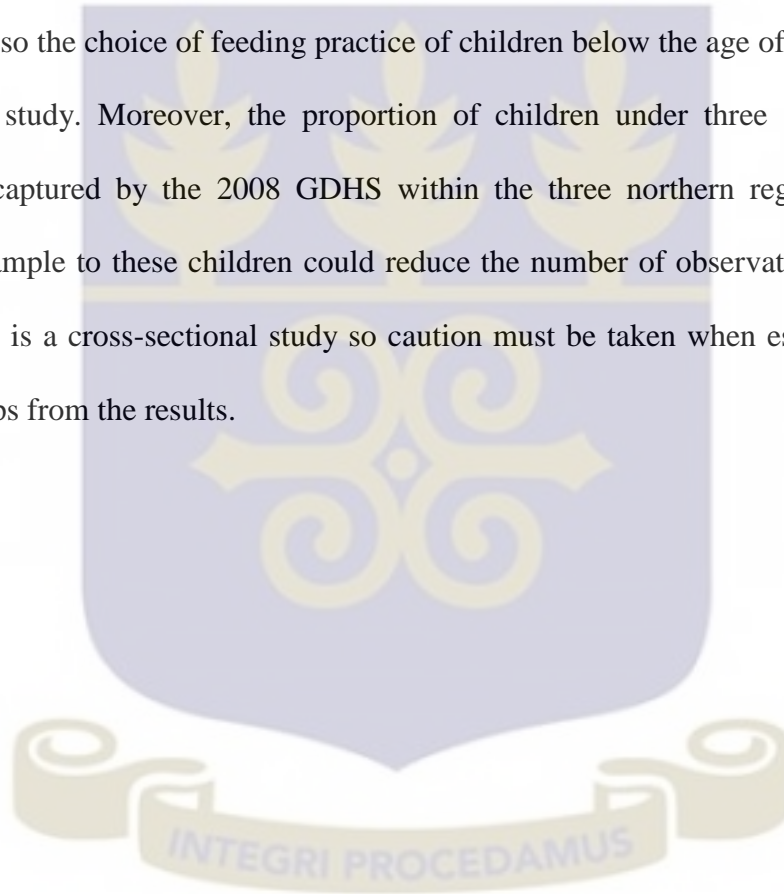 so the choice of feeding practice of children below the age of
study. Moreover, the proportion of children under three
captured by the 2008 GDHS within the three northern reg
mple to these children could reduce the number of observat
is a cross-sectional study so caution must be taken when es
ps from the results.
INTEGRI PROCEDAMUS